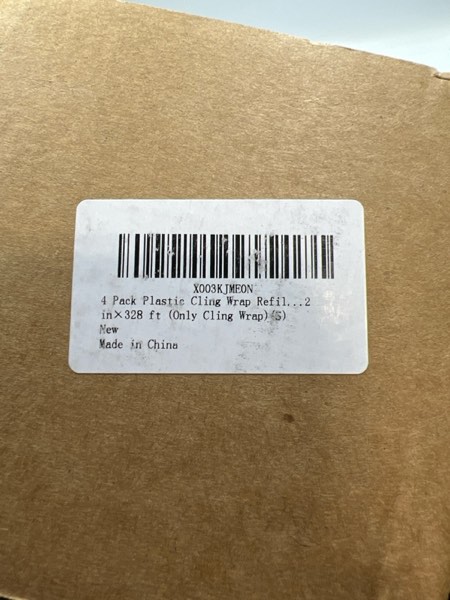 X003KJMEON
4 Pack Plastic Cling Wrap Refil...2
in×328 ft (Only Cling Wrap)(S)
New
Made in China